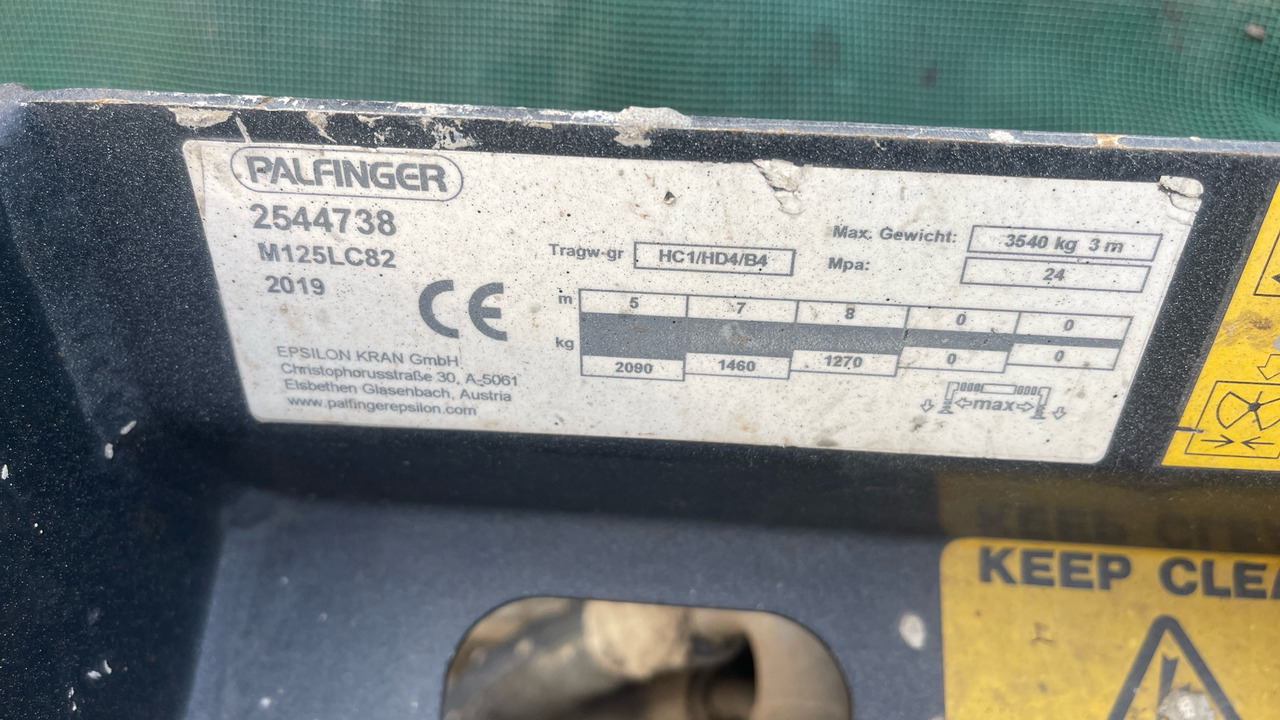 PALFINGER
2544738
M125LC82
2019
CE
EPSILON KRAN GmbH
Christophorusstraße 30, A-5061
Elsbethen Glasenbach, Austria
www.palfingerepsilon.com
Tragw-gr HC1/HD4/B4
Max. Gewicht: 3540 kg 3 m
Mpa: 24
m 5 7 8 0 0
kg 2090 1460 1270 0 0
max
KEEP CLEA